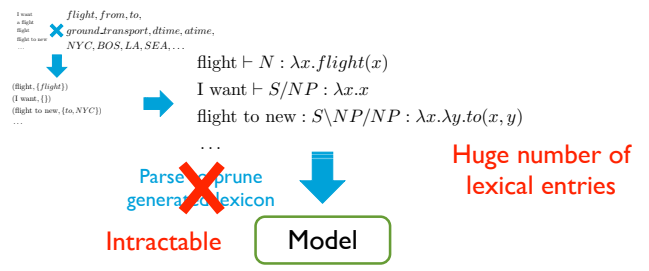 I want
a flight
flight
flight to new
...
flight, from, to,
ground_transport, dtime, atime,
NYC, BOS, LA, SEA, ...
(flight, {flight})
(I want, {})
(flight to new, {to, NYC})
...
flight ⊢ N : λx.flight(x)
I want ⊢ S/NP : λx.x
flight to new : S\NP/NP : λx.λy.to(x, y)
...
Huge number of
lexical entries
Parse to prune
generated lexicon
Intractable
Model